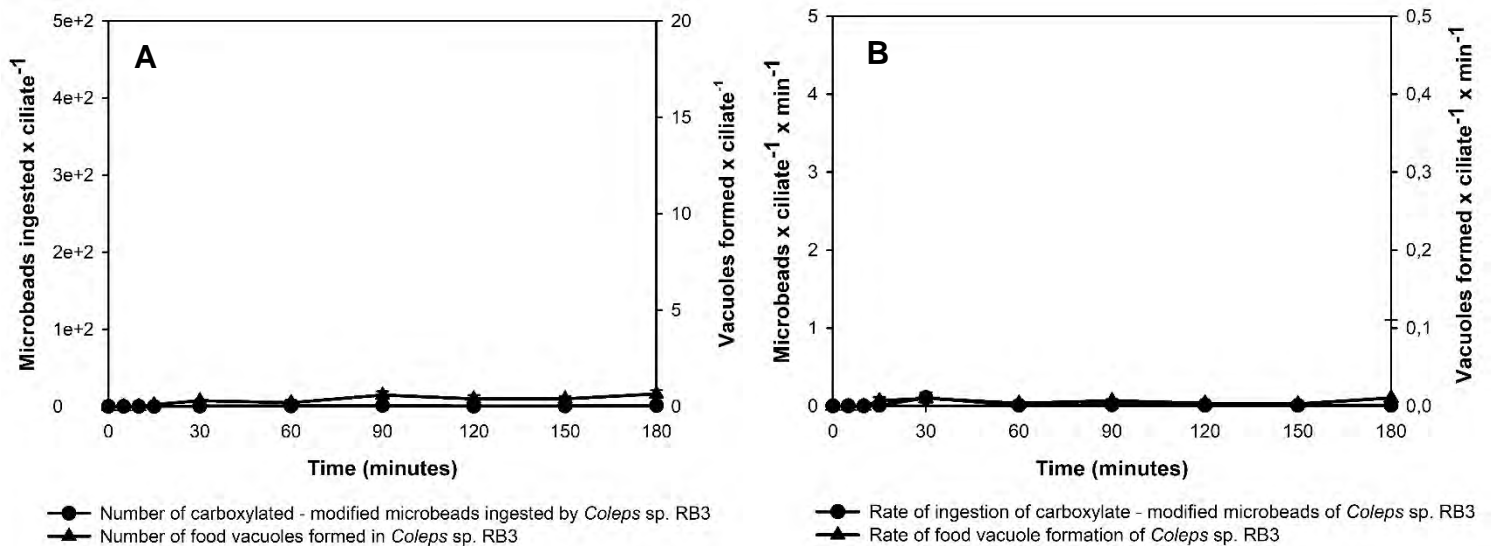 A
5e+2
4e+2
3e+2
2e+2
1e+2
0
Microbeads ingested x ciliate-1
20
15
10
5
0
Vacuoles formed x ciliate-1
0 30 60 90 120 150 180
Time (minutes)
Number of carboxylated - modified microbeads ingested by Coleps sp. RB3
Number of food vacuoles formed in Coleps sp. RB3
B
5
4
3
2
1
0
Microbeads x ciliate-1 x min-1
0,5
0,4
0,3
0,2
0,1
0,0
Vacuoles formed x ciliate-1 x min-1
0 30 60 90 120 150 180
Time (minutes)
Rate of ingestion of carboxylate - modified microbeads of Coleps sp. RB3
Rate of food vacuole formation of Coleps sp. RB3